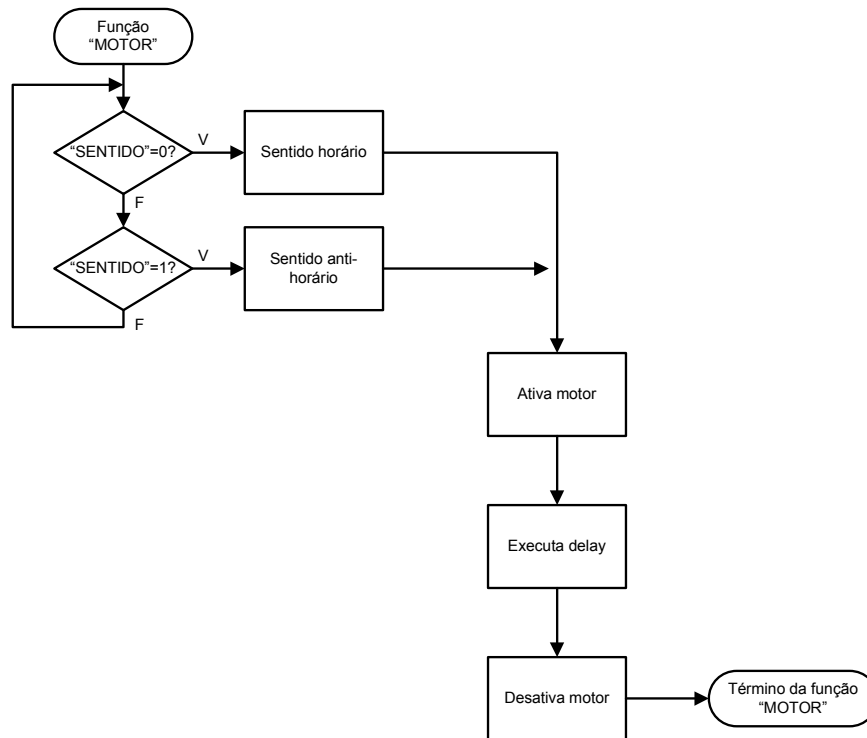 Função
“MOTOR”
“SENTIDO”=0?
V
Sentido horário
F
“SENTIDO”=1?
V
Sentido anti-
horário
F
Ativa motor
Executa delay
Desativa motor
Término da função
“MOTOR”